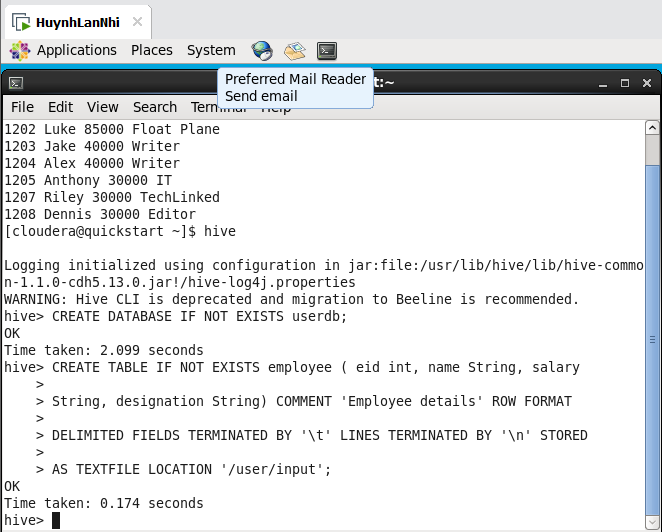 HuynhLanNhi
Applications Places System
Preferred Mail Reader
Send email
t:~
File Edit View Search Terminal Help
1202 Luke 85000 Float Plane
1203 Jake 40000 Writer
1204 Alex 40000 Writer
1205 Anthony 30000 IT
1207 Riley 30000 TechLinked
1208 Dennis 30000 Editor
[cloudera@quickstart ~]$ hive
Logging initialized using configuration in jar:file:/usr/lib/hive/lib/hive-commo
n-1.1.0-cdh5.13.0.jar!/hive-log4j.properties
WARNING: Hive CLI is deprecated and migration to Beeline is recommended.
hive> CREATE DATABASE IF NOT EXISTS userdb;
OK
Time taken: 2.099 seconds
hive> CREATE TABLE IF NOT EXISTS employee ( eid int, name String, salary
    >
    > String, designation String) COMMENT 'Employee details' ROW FORMAT
    >
    > DELIMITED FIELDS TERMINATED BY '\t' LINES TERMINATED BY '\n' STORED
    >
    > AS TEXTFILE LOCATION '/user/input';
OK
Time taken: 0.174 seconds
hive>